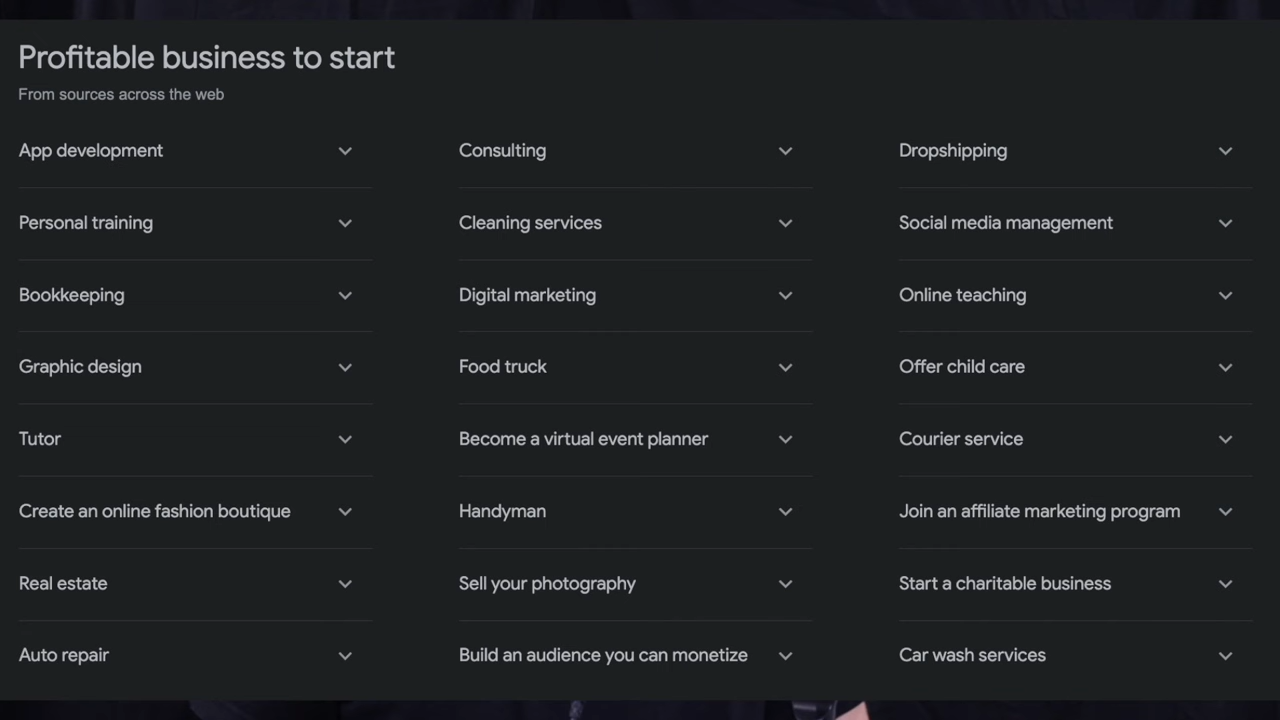 Profitable business to start
From sources across the web
App development
Consulting
Dropshipping
Personal training
Cleaning services
Social media management
Bookkeeping
Digital marketing
Online teaching
Graphic design
Food truck
Offer child care
Tutor
Become a virtual event planner
Courier service
Create an online fashion boutique
Handyman
Join an affiliate marketing program
Real estate
Sell your photography
Start a charitable business
Auto repair
Build an audience you can monetize
Car wash services